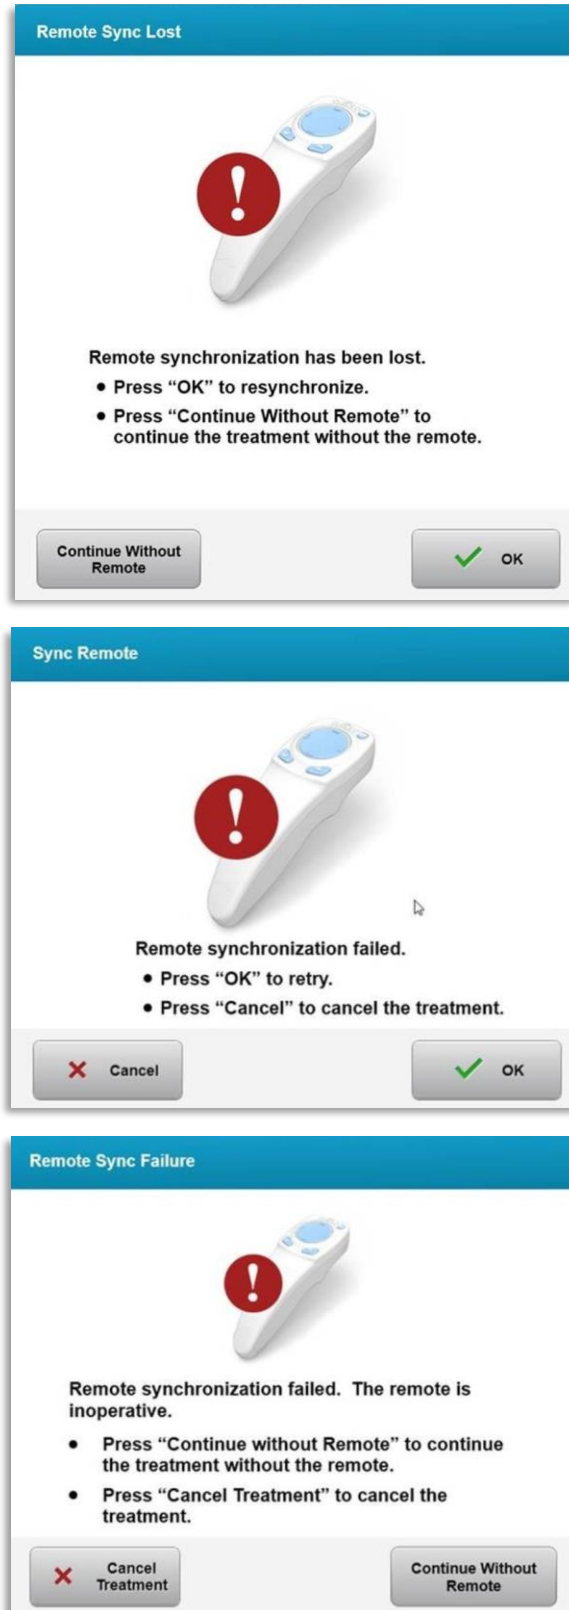 Remote Sync Lost
Remote synchronization has been lost.
• Press “OK” to resynchronize.
• Press “Continue Without Remote” to
continue the treatment without the remote.
Continue Without
Remote
OK
Sync Remote
Remote synchronization failed.
• Press “OK” to retry.
• Press “Cancel” to cancel the treatment.
Cancel
OK
Remote Sync Failure
Remote synchronization failed.  The remote is
inoperative.
• Press “Continue without Remote” to continue
the treatment without the remote.
• Press “Cancel Treatment” to cancel the
treatment.
Cancel
Treatment
Continue Without
Remote